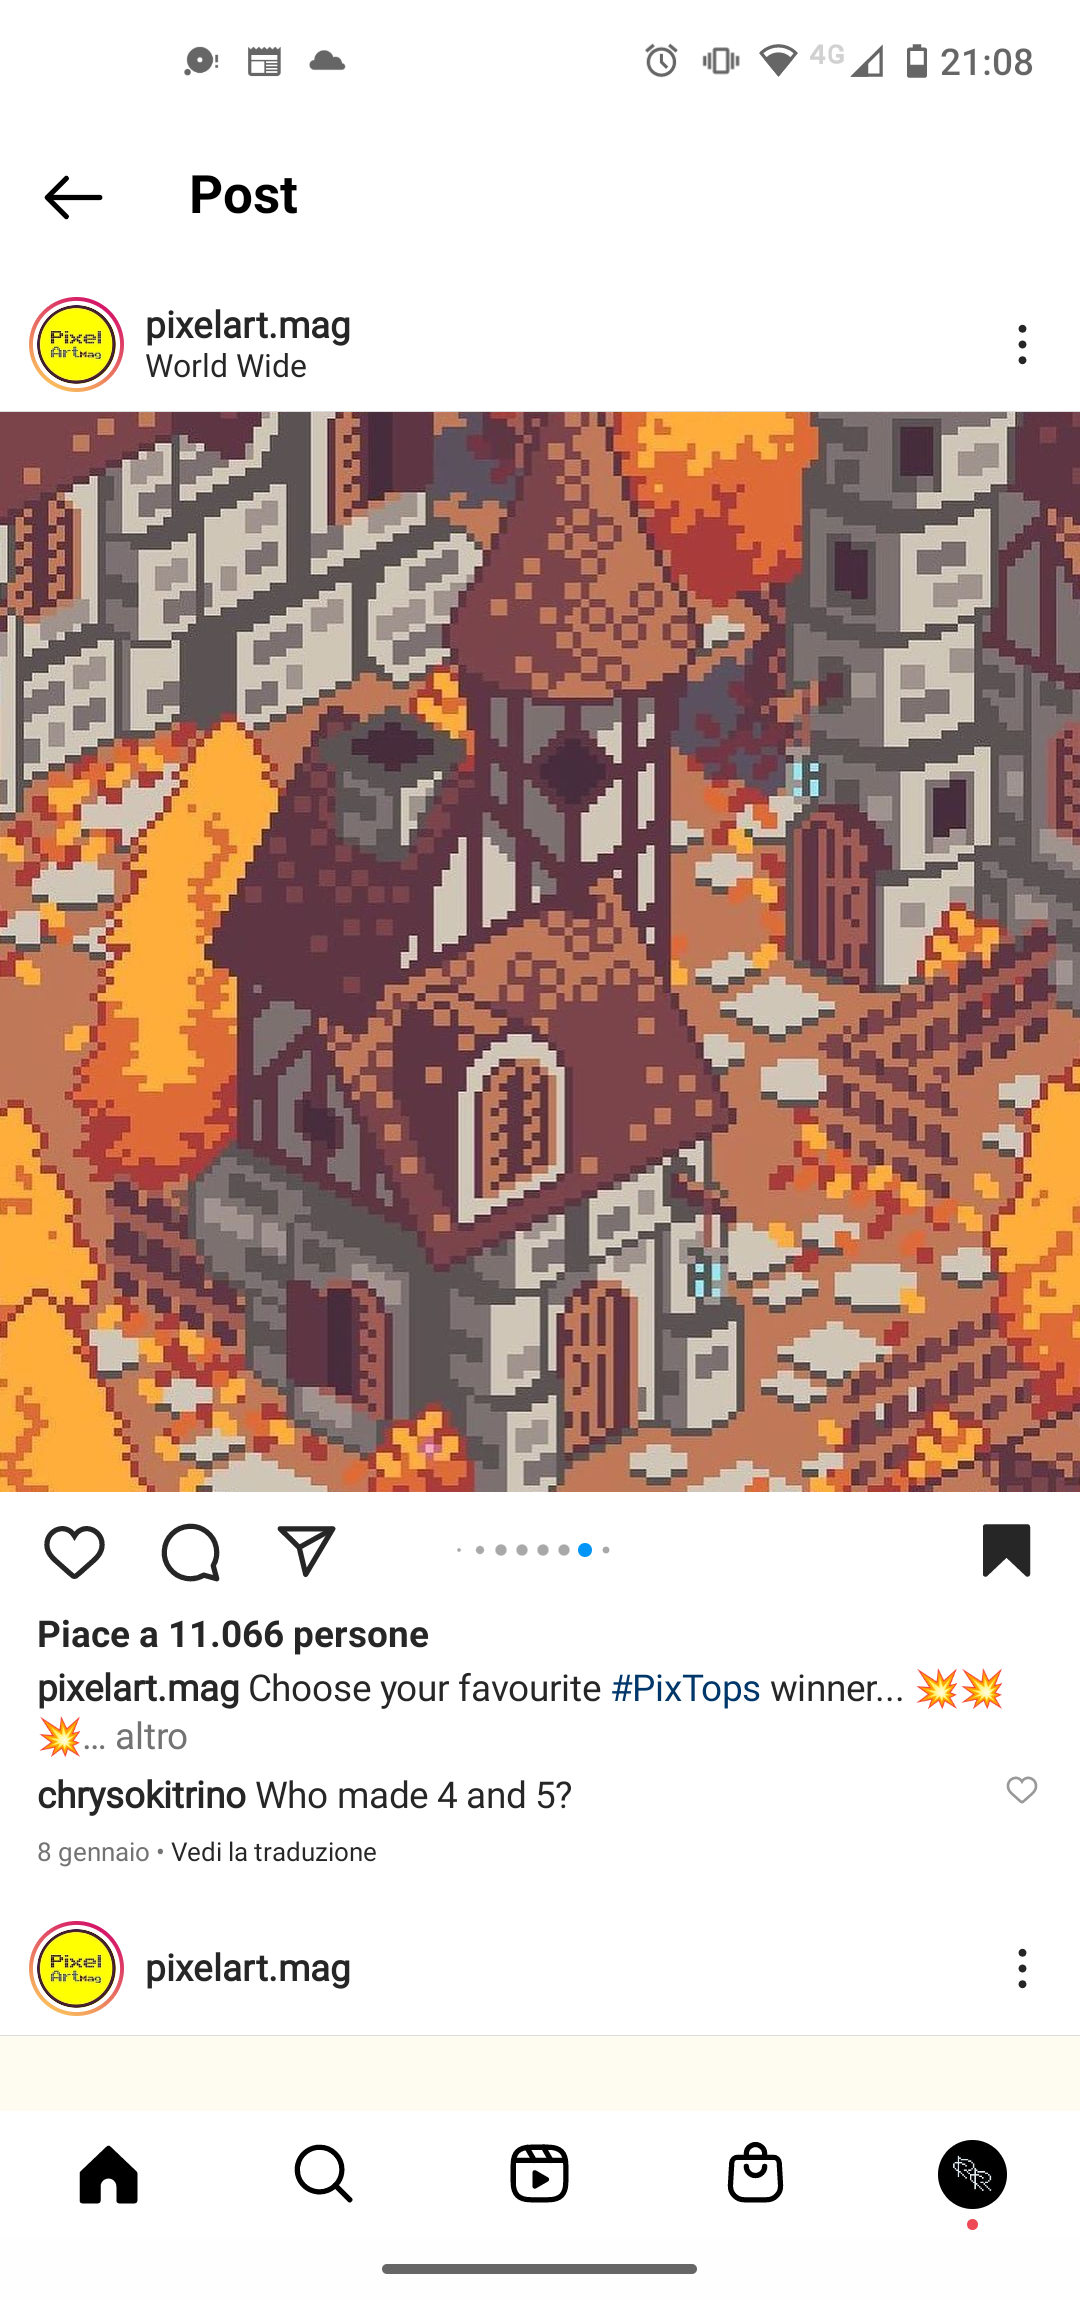 4G 21:08
Post
Pixel
ArtMag
pixelart.mag
World Wide
Piace a 11.066 persone
pixelart.mag Choose your favourite #PixTops winner... 💥💥
💥... altro
chrysokitrino Who made 4 and 5?
8 gennaio • Vedi la traduzione
Pixel
ArtMag
pixelart.mag